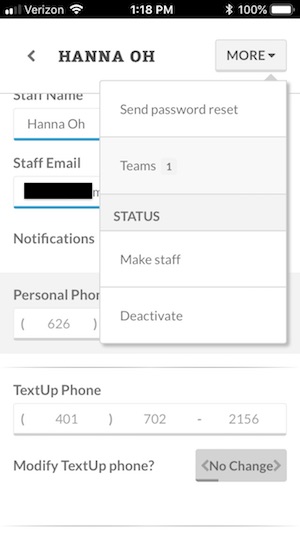 Verizon 1:18 PM 100%
HANNA OH
MORE
Staff Name
Hanna Oh
Staff Email
Notifications
Personal Phon
( 626 )
Send password reset
Teams 1
STATUS
Make staff
Deactivate
TextUp Phone
( 401 ) 702 - 2156
Modify TextUp phone?
No Change